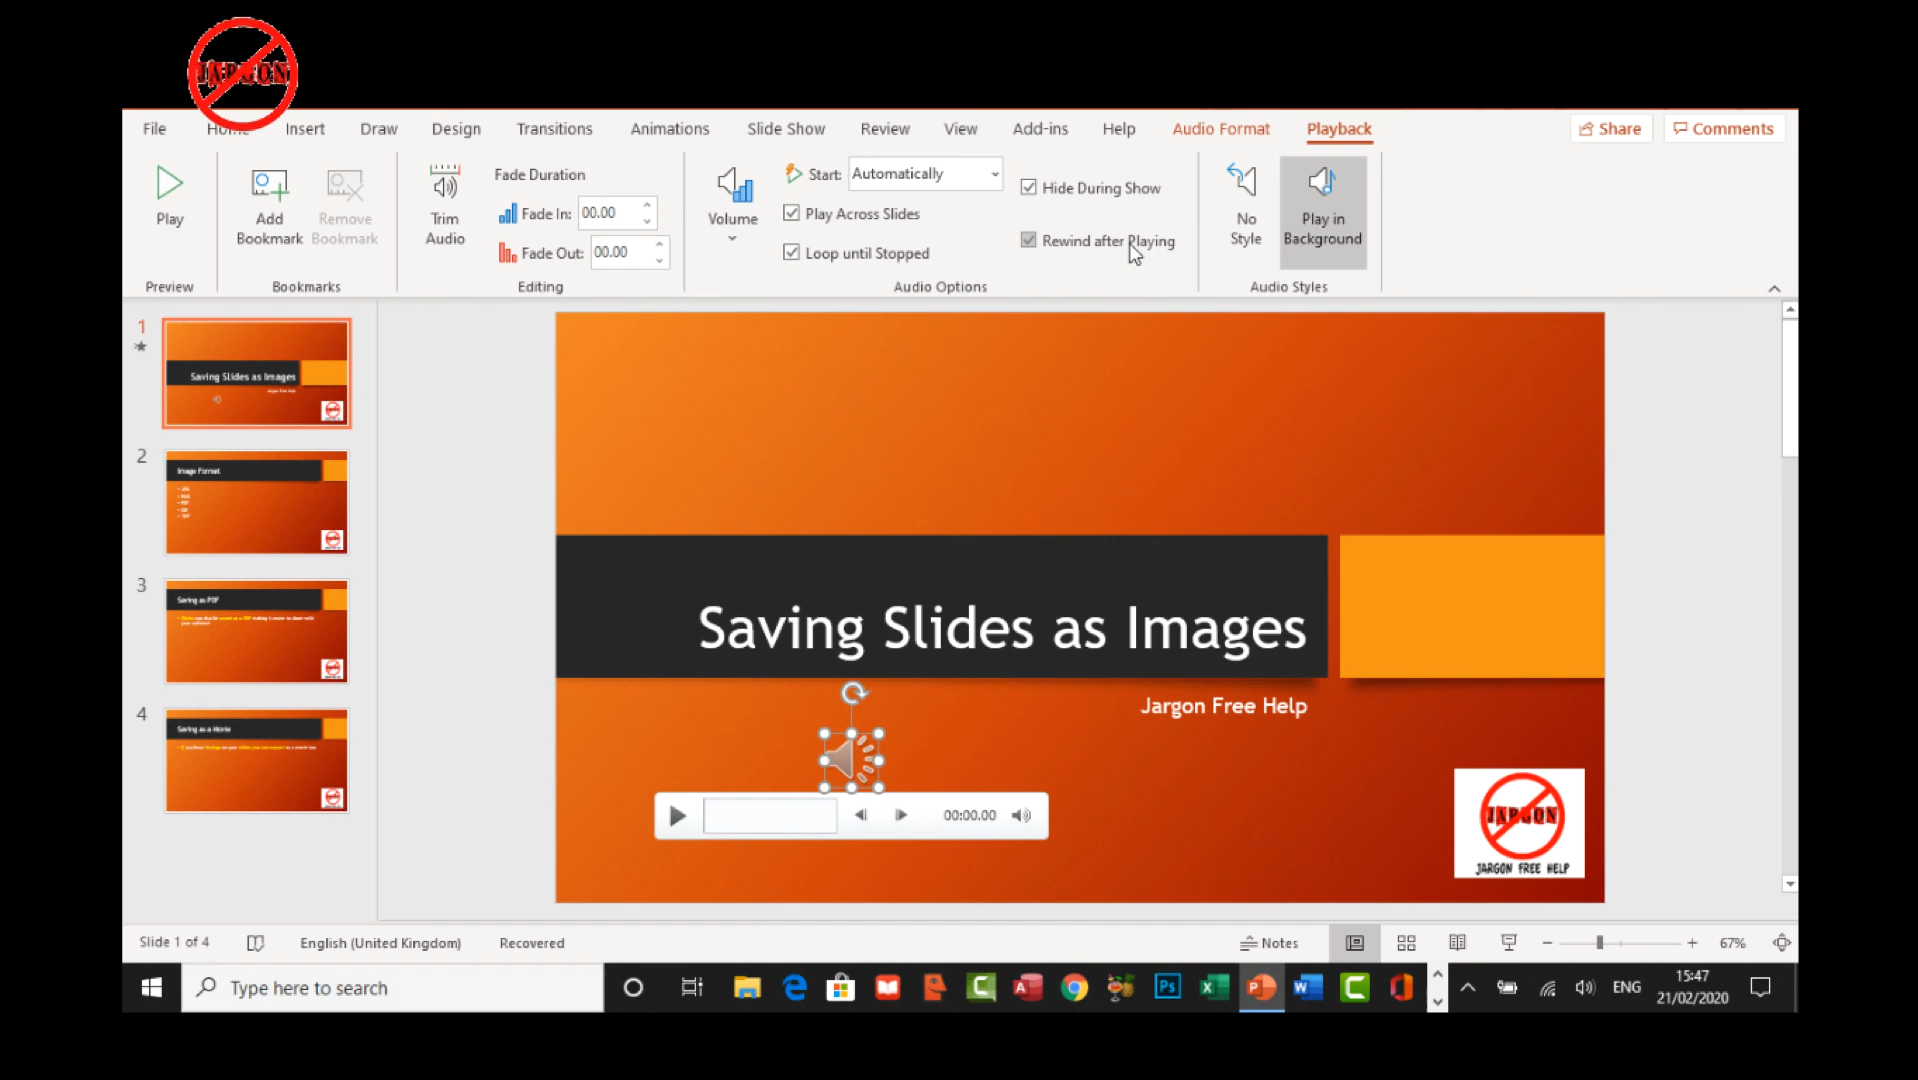 JARGON
File Home Insert Draw Design Transitions Animations Slide Show Review View Add-ins Help Audio Format Playback Share Comments
Play
Preview
Add Bookmark
Remove Bookmark
Bookmarks
Trim Audio
Fade Duration
Fade In: 00.00
Fade Out: 00.00
Editing
Volume
Start: Automatically
Play Across Slides
Loop until Stopped
Hide During Show
Rewind after Playing
Audio Options
No Style
Play in Background
Audio Styles
1
Saving Slides as Images
Jargon Free Help
2
Image Format
3
Saving as PDF
4
Saving as a Movie
Saving Slides as Images
Jargon Free Help
00:00.00
JARGON
JARGON FREE HELP
Slide 1 of 4 English (United Kingdom) Recovered Notes 67%
Type here to search
ENG
15:47
21/02/2020